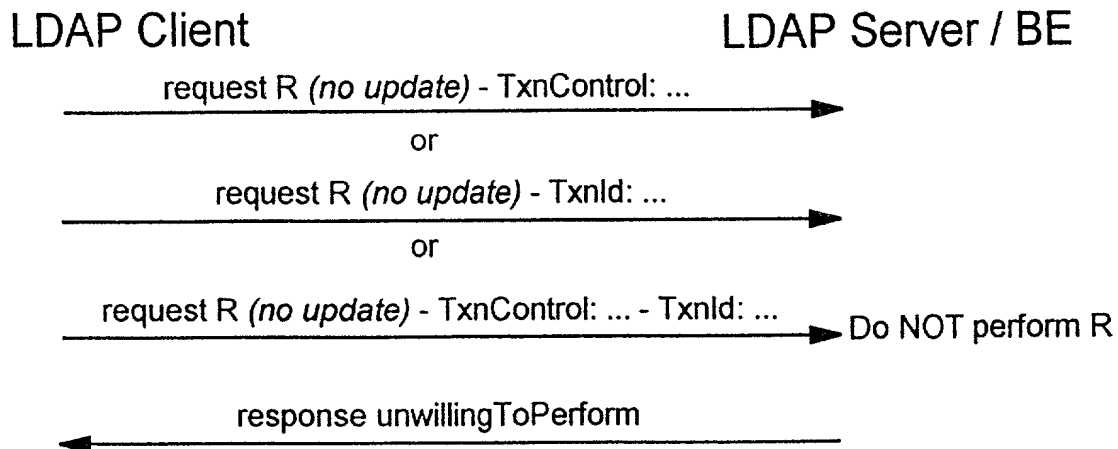 LDAP Client LDAP Server / BE
request R (no update) - TxnControl: ...
or
request R (no update) - TxnId: ...
or
request R (no update) - TxnControl: ... - TxnId: ...
Do NOT perform R
response unwillingToPerform